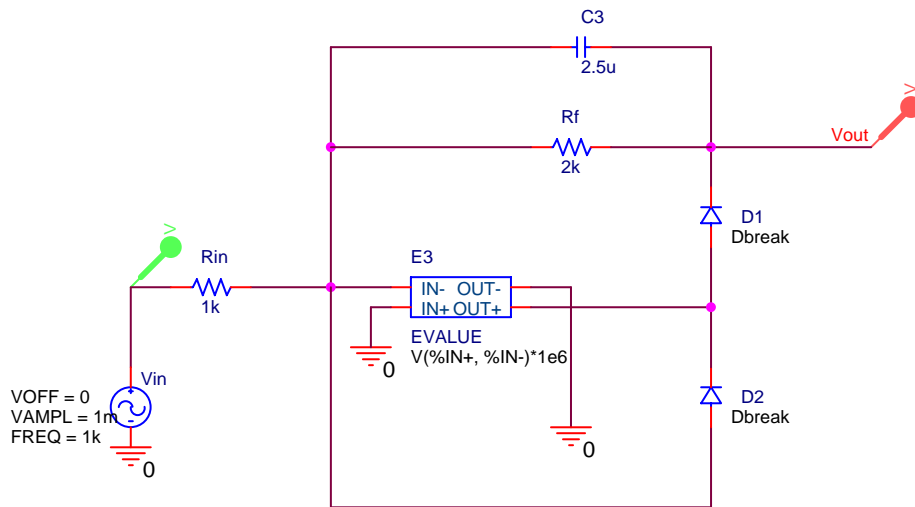 C3
2.5u
Rf
2k
V
Vout
D1
Dbreak
V
Rin
1k
E3
IN- OUT-
IN+ OUT+
0
EVALUE
V(%IN+, %IN-)*1e6
Vin
VOFF = 0
VAMPL = 1m
FREQ = 1k
0
0
D2
Dbreak